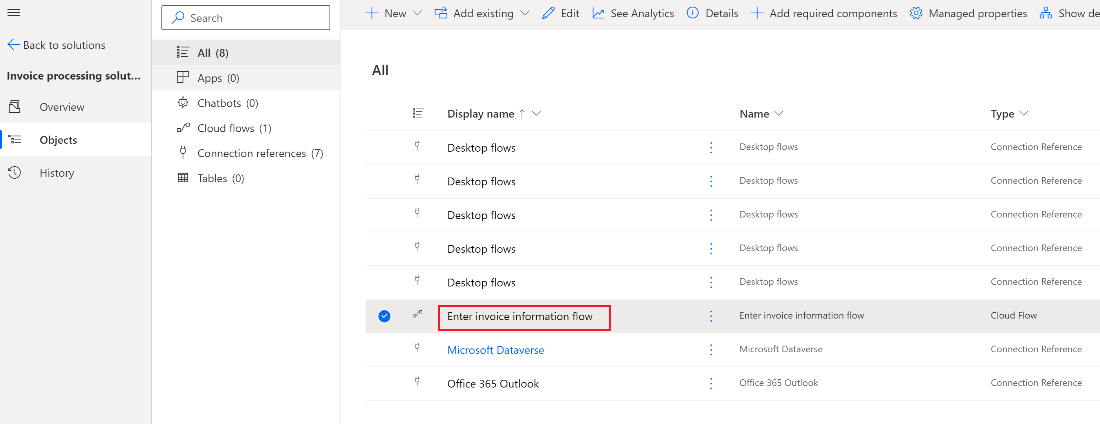 New Add existing Edit See Analytics Details Add required components Managed properties Show de
Back to solutions
Invoice processing solut...
Overview
Objects
History
Search
All (8)
Apps (0)
Chatbots (0)
Cloud flows (1)
Connection references (7)
Tables (0)
All
Display name Name Type
Desktop flows Desktop flows Connection Reference
Desktop flows Desktop flows Connection Reference
Desktop flows Desktop flows Connection Reference
Desktop flows Desktop flows Connection Reference
Desktop flows Desktop flows Connection Reference
Enter invoice information flow Enter invoice information flow Cloud Flow
Microsoft Dataverse Microsoft Dataverse Connection Reference
Office 365 Outlook Office 365 Outlook Connection Reference